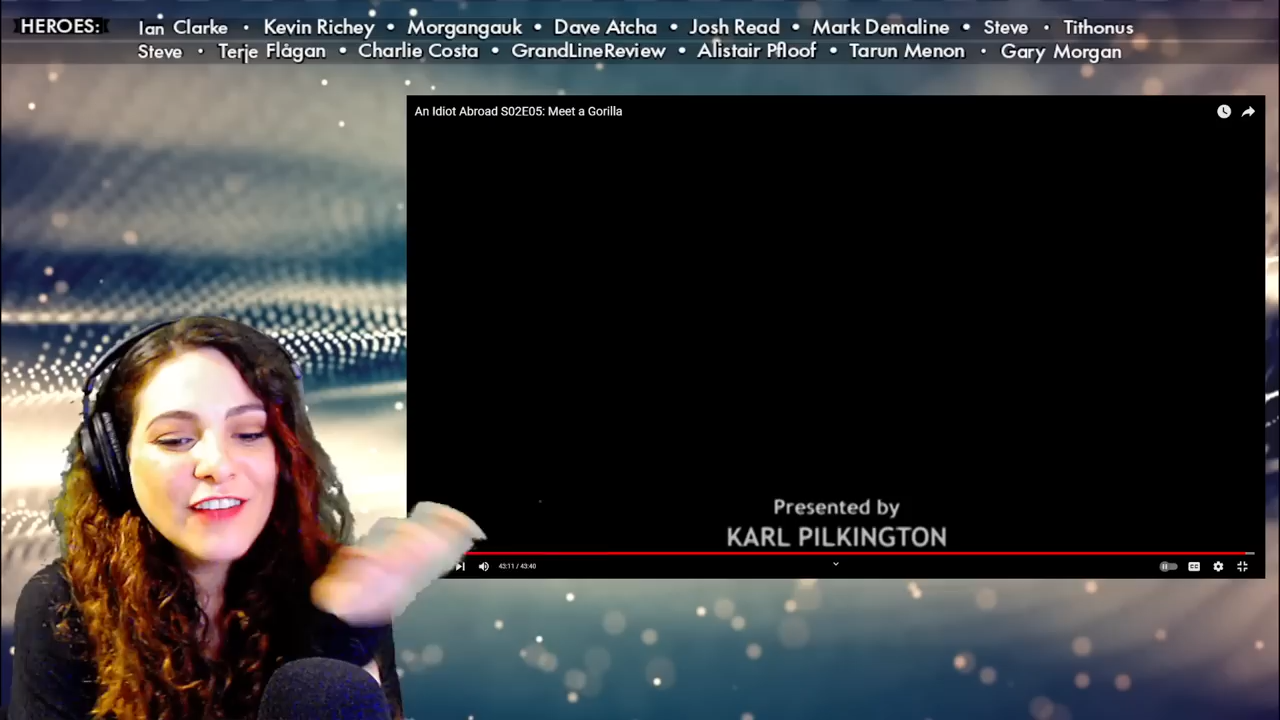 HEROES: Ian Clarke • Kevin Richey • Morgangauk • Dave Atcha • Josh Read • Mark Demaline • Steve • Tithonus
Steve • Terje Flågan • Charlie Costa • GrandLineReview • Alistair Pfloof • Tarun Menon • Gary Morgan
An Idiot Abroad S02E05: Meet a Gorilla
Presented by
KARL PILKINGTON
43:11 / 43:40
CC